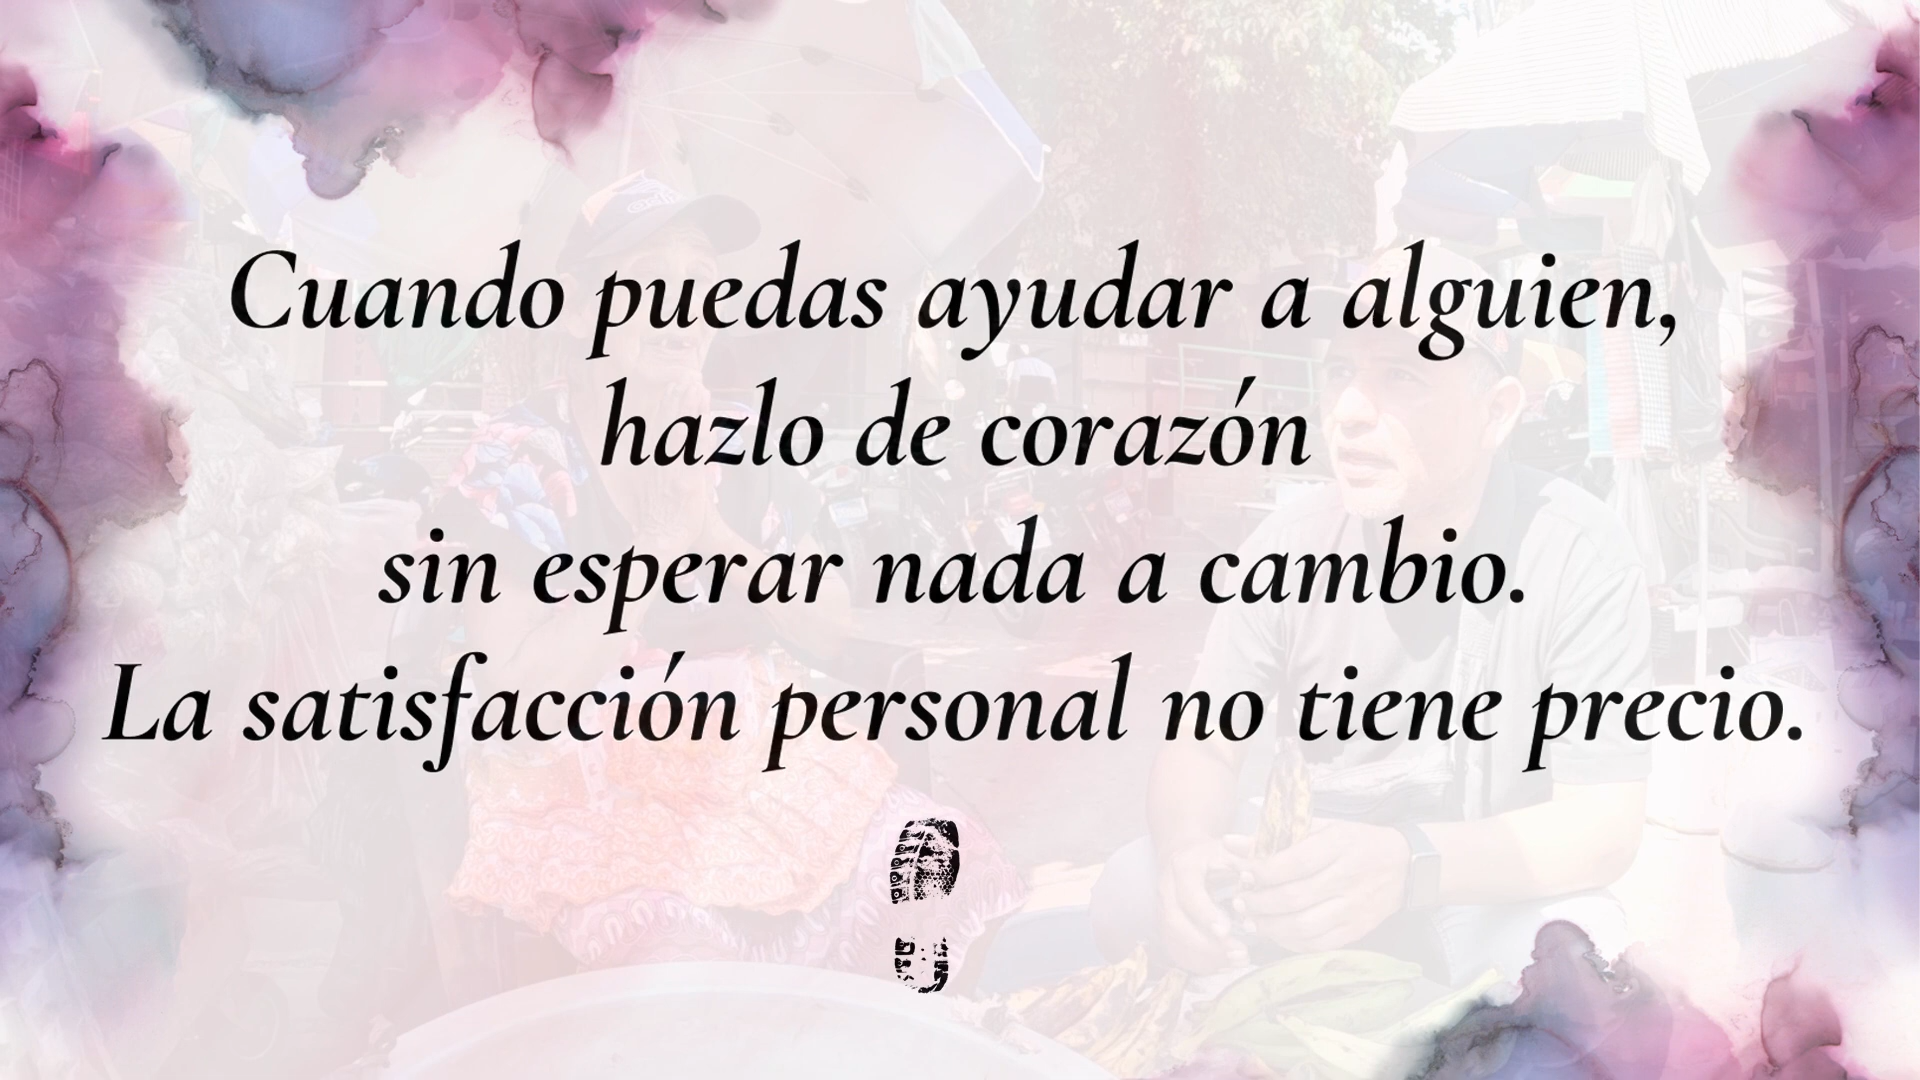 Cuando puedas ayudar a alguien,
hazlo de corazón
sin esperar nada a cambio.
La satisfacción personal no tiene precio.